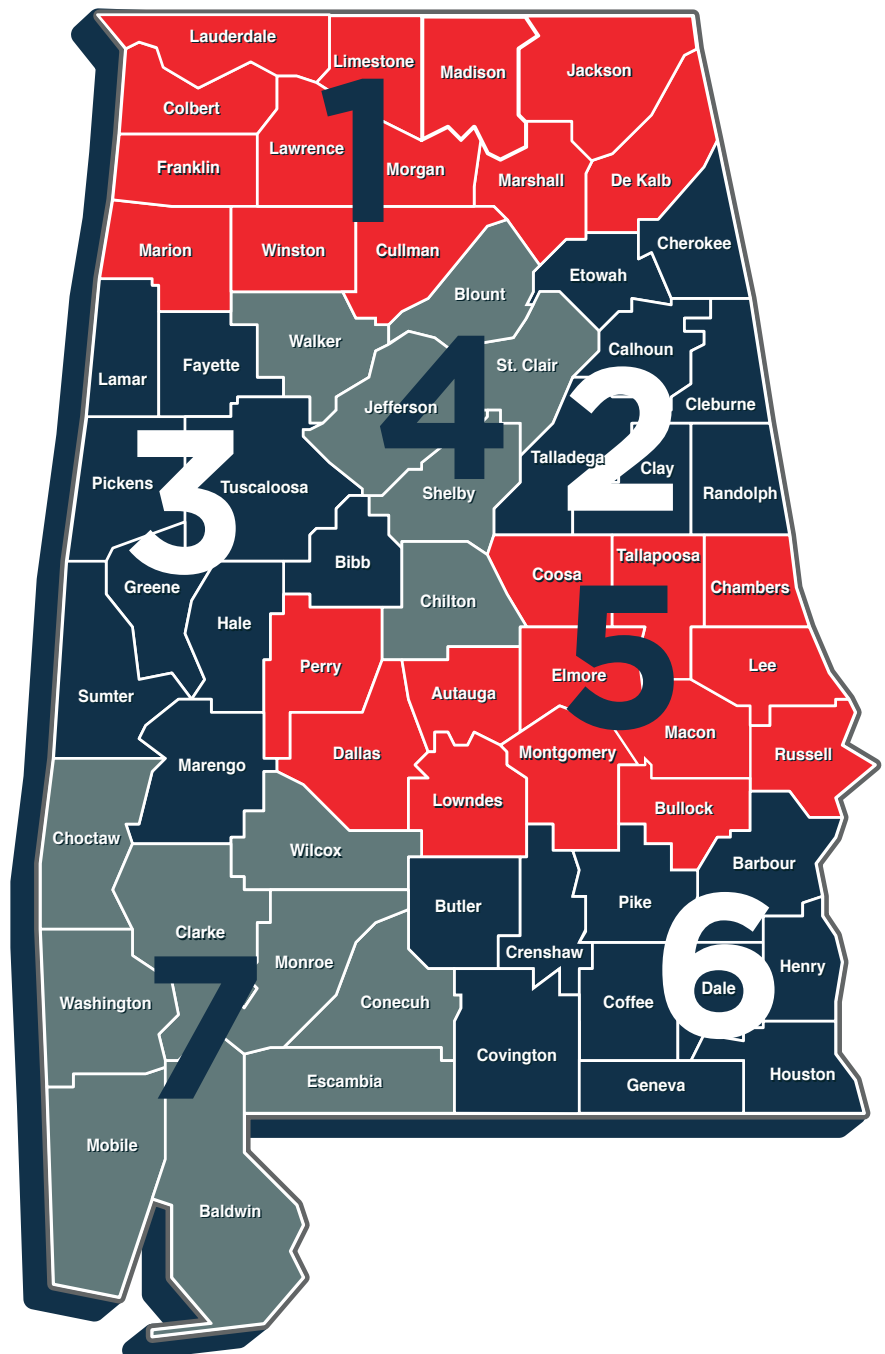 Lauderdale
Limestone
Madison
Jackson
Colbert
Lawrence
1
Franklin
Morgan
Marshall
De Kalb
Marion
Winston
Cullman
Cherokee
Etowah
Blount
Walker
St. Clair
Calhoun
Lamar
Fayette
Jefferson
4
2
Cleburne
Pickens
3
Tuscaloosa
Shelby
Talladega
Clay
Randolph
Bibb
Greene
Hale
Chilton
Coosa
Tallapoosa
Chambers
5
Perry
Sumter
Autauga
Elmore
Lee
Marengo
Dallas
Montgomery
Macon
Russell
Lowndes
Bullock
Choctaw
Wilcox
Barbour
Butler
Pike
6
Clarke
Crenshaw
Henry
Monroe
7
Washington
Conecuh
Coffee
Dale
Covington
Escambia
Geneva
Houston
Mobile
Baldwin